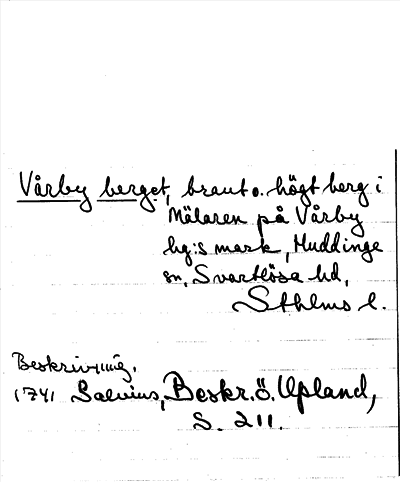 Vårby berget, brant o. högt berg i
Mälaren på Vårby
hg:s mark, Huddinge
sn, Svartlösa hd,
Sthlms l.
Beskrivning.
1741 Salvius, Beskr. ö. Upland,
S. 211.